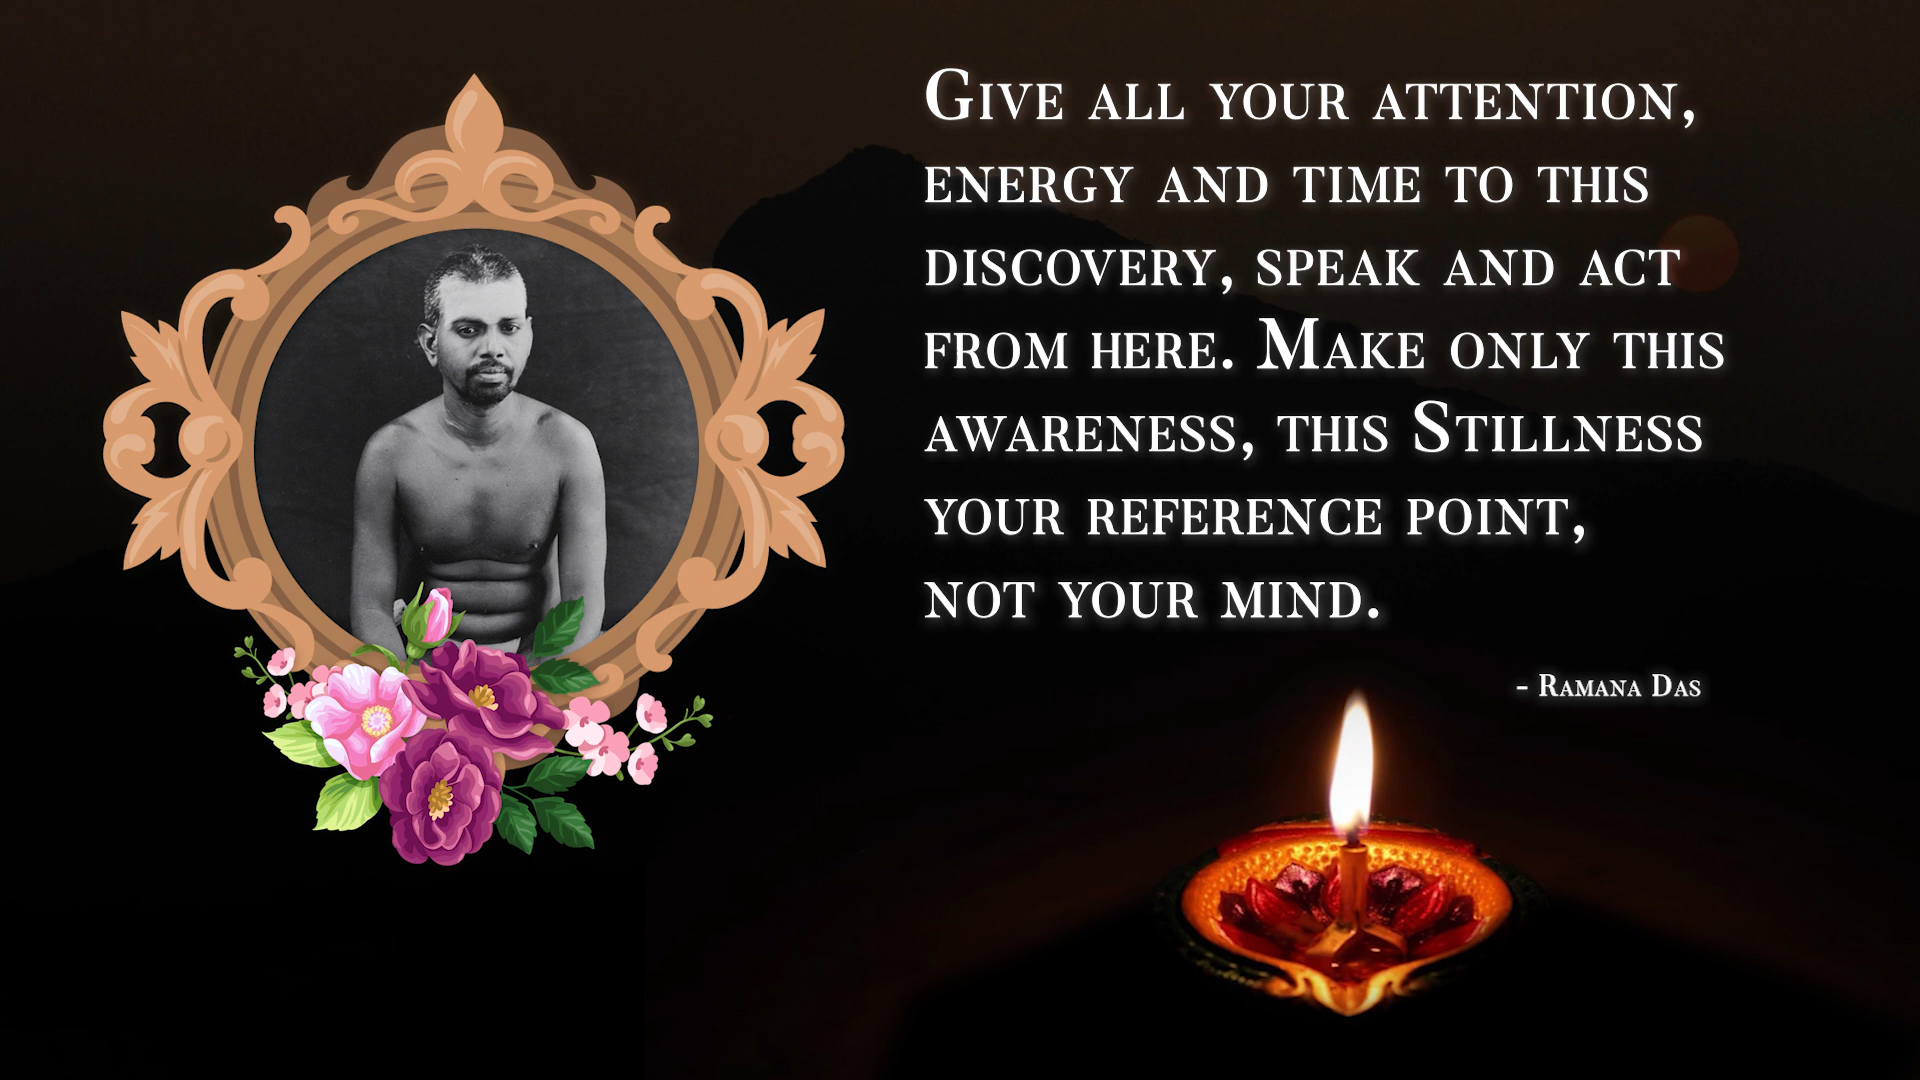 Give all your attention,
energy and time to this
discovery, speak and act
from here. Make only this
awareness, this Stillness
your reference point,
not your mind.
- Ramana Das